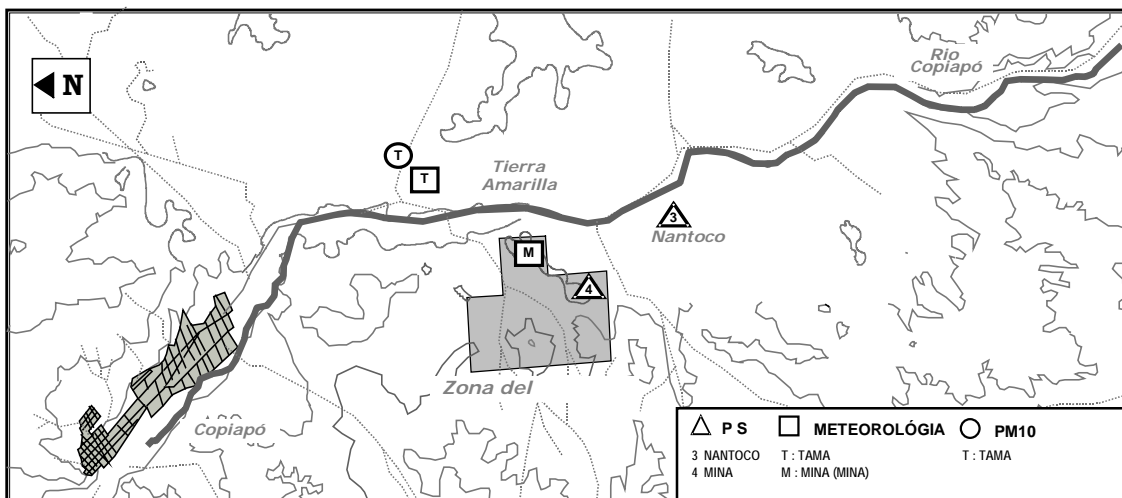 N
Rio
Copiapó
T
T
Tierra
Amarilla
3
Nantoco
M
4
Zona del
Copiapó
P S METEOROLÓGIA PM10
3 NANTOCO T : TAMA T : TAMA
4 MINA M : MINA (MINA)